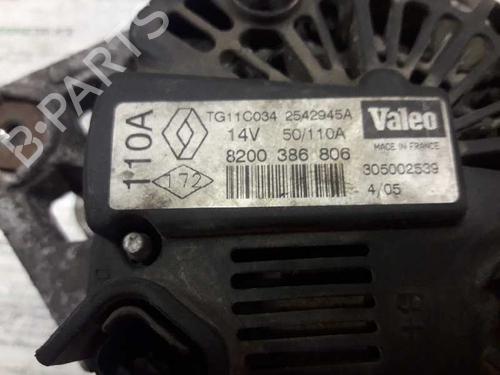 B-PARTS
110A
TG11C034 2542945A
14V 50/110A
8200 386 806
172
Valeo
MADE IN FRANCE
305002539
4/05
B+